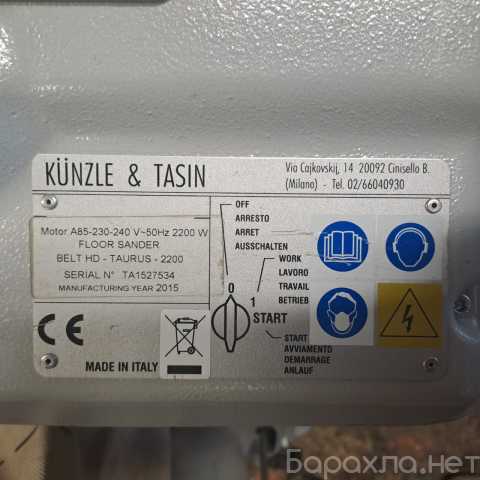 KÜNZLE & TASIN
Via Cajkovskij, 14 20092 Cinisello B.
(Milano) - Tel. 02/66040930
Motor A85-230-240 V~50Hz 2200 W
FLOOR SANDER
BELT HD - TAURUS - 2200
SERIAL N° TA1527534
MANUFACTURING YEAR 2015
OFF
ARRESTO
ARRET
AUSSCHALTEN
WORK
LAVORO
TRAVAIL
BETRIEB
0
1
START
START
AVVIAMENTO
DEMARRAGE
ANLAUF
CE
MADE IN ITALY
Барахла.нет